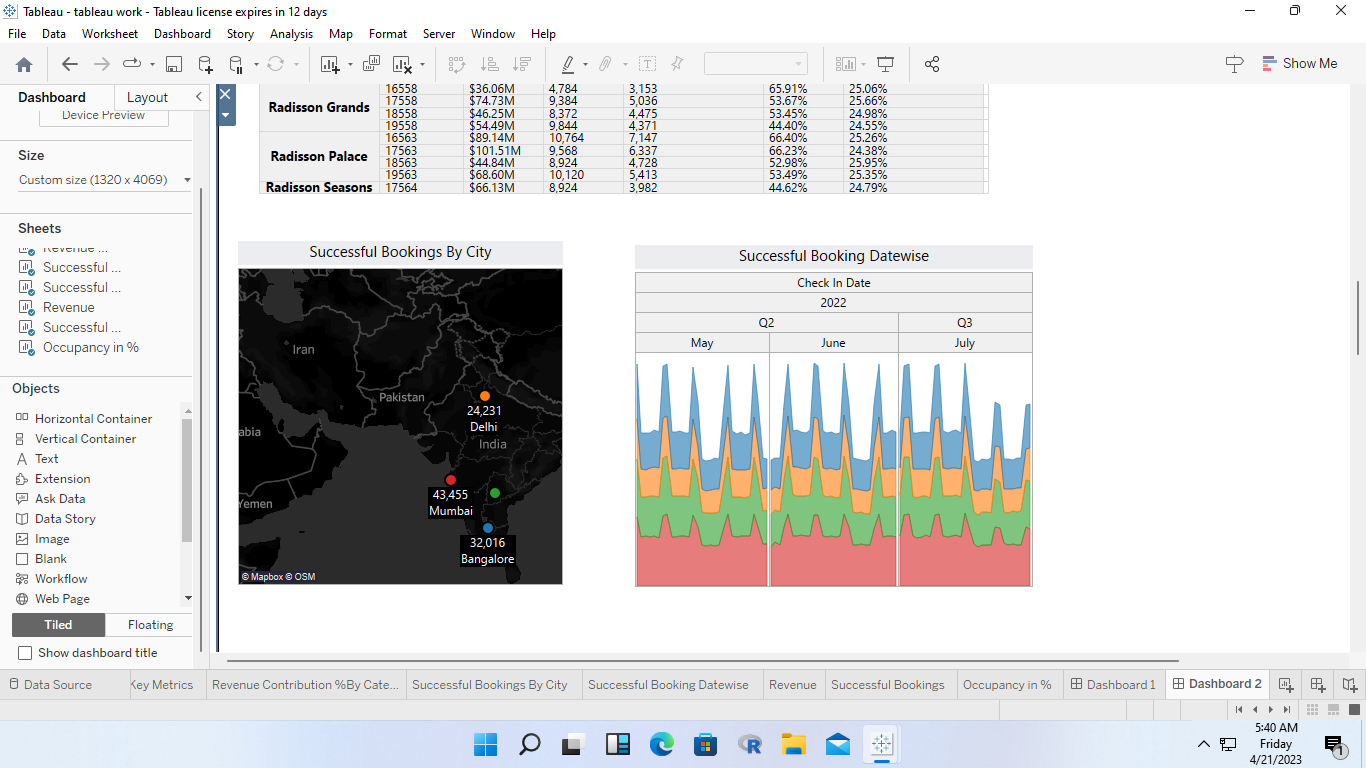 Tableau - tableau work - Tableau license expires in 12 days
File Data Worksheet Dashboard Story Analysis Map Format Server Window Help
Show Me
Dashboard Layout
Device Preview
Size
Custom size (1320 x 4069)
Sheets
Revenue ...
Successful ...
Successful ...
Revenue
Successful ...
Occupancy in %
Objects
Horizontal Container
Vertical Container
Text
Extension
Ask Data
Data Story
Image
Blank
Workflow
Web Page
Tiled Floating
Show dashboard title
Radisson Grands
16558 $36.06M 4,784 3,153 65.91% 25.06%
17558 $74.73M 9,384 5,036 53.67% 25.66%
18558 $46.25M 8,372 4,475 53.45% 24.98%
19558 $54.49M 9,844 4,371 44.40% 24.55%
Radisson Palace
16563 $89.14M 10,764 7,147 66.40% 25.26%
17563 $101.51M 9,568 6,337 66.23% 24.38%
18563 $44.84M 8,924 4,728 52.98% 25.95%
19563 $68.60M 10,120 5,413 53.49% 25.35%
Radisson Seasons 17564 $66.13M 8,924 3,982 44.62% 24.79%
Successful Bookings By City
Iran
Pakistan
24,231
Delhi
abia
India
43,455
Mumbai
Yemen
32,016
Bangalore
© Mapbox © OSM
Successful Booking Datewise
Check In Date
2022
Q2 Q3
May June July
Data Source Key Metrics Revenue Contribution %By Cate... Successful Bookings By City Successful Booking Datewise Revenue Successful Bookings Occupancy in % Dashboard 1 Dashboard 2
5:40 AM
Friday
4/21/2023
1